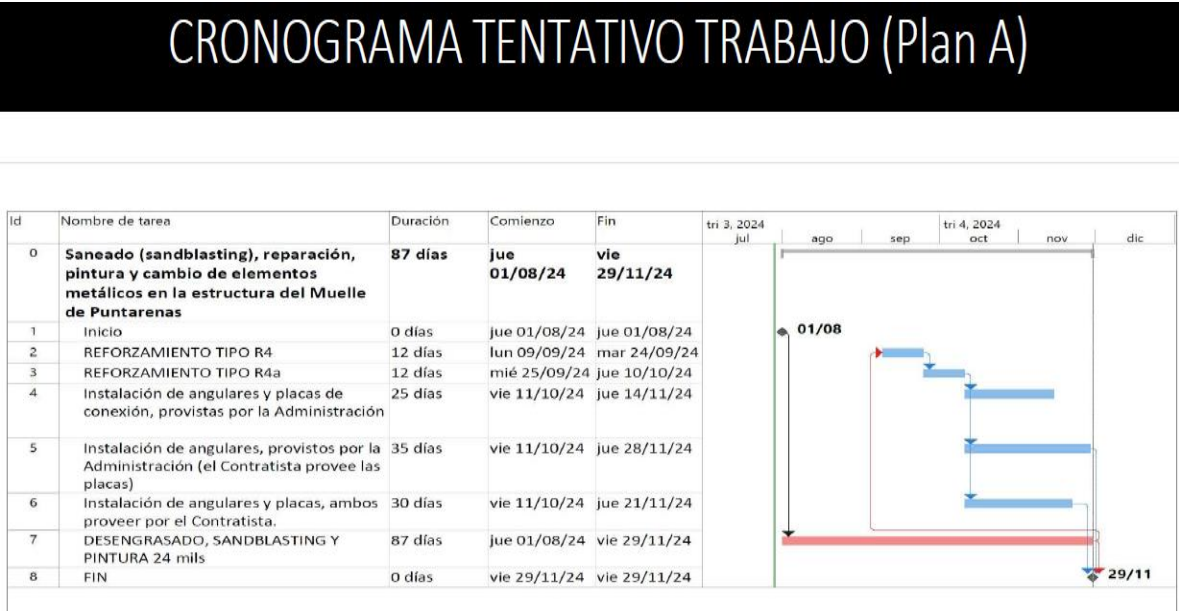 CRONOGRAMA TENTATIVO TRABAJO (Plan A)
Id Nombre de tarea Duración Comienzo Fin tri 3, 2024 tri 4, 2024
jul ago sep oct nov dic
0 Saneado (sandblasting), reparación, 87 días jue vie
pintura y cambio de elementos 01/08/24 29/11/24
metálicos en la estructura del Muelle
de Puntarenas
1 Inicio 0 días jue 01/08/24 jue 01/08/24 01/08
2 REFORZAMIENTO TIPO R4 12 días lun 09/09/24 mar 24/09/24
3 REFORZAMIENTO TIPO R4a 12 días mié 25/09/24 jue 10/10/24
4 Instalación de angulares y placas de 25 días vie 11/10/24 jue 14/11/24
conexión, provistas por la Administración
5 Instalación de angulares, provistos por la 35 días vie 11/10/24 jue 28/11/24
Administración (el Contratista provee las
placas)
6 Instalación de angulares y placas, ambos 30 días vie 11/10/24 jue 21/11/24
proveer por el Contratista.
7 DESENGRASADO, SANDBLASTING Y 87 días jue 01/08/24 vie 29/11/24
PINTURA 24 mils
8 FIN 0 días vie 29/11/24 vie 29/11/24 29/11